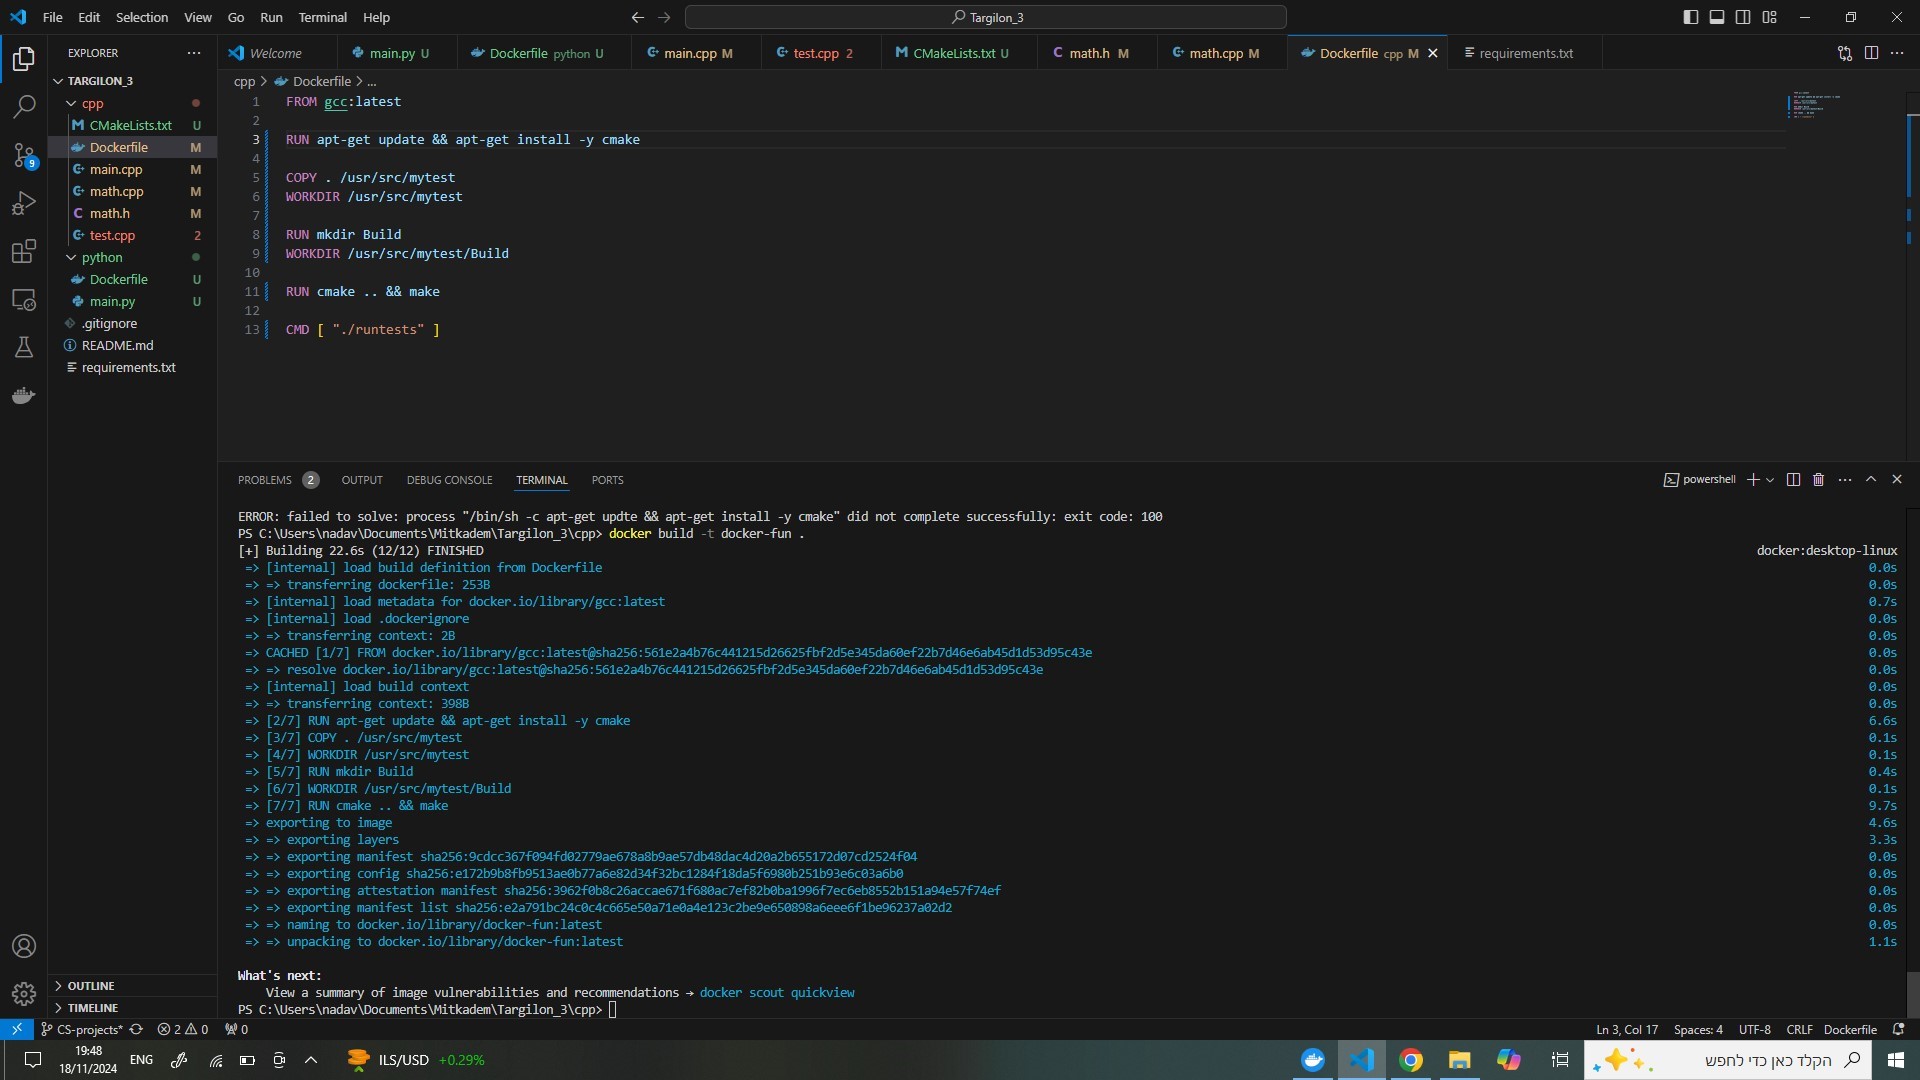 File Edit Selection View Go Run Terminal Help
Targilon_3
EXPLORER
TARGILON_3
cpp
CMakeLists.txt U
Dockerfile M
main.cpp M
math.cpp M
math.h M
test.cpp 2
python
Dockerfile U
main.py U
.gitignore
README.md
requirements.txt
OUTLINE
TIMELINE
9
Welcome
main.py U
Dockerfile python U
main.cpp M
test.cpp 2
CMakeLists.txt U
math.h M
math.cpp M
Dockerfile cpp M
requirements.txt
cpp > Dockerfile > ...
1 FROM gcc:latest
2
3 RUN apt-get update && apt-get install -y cmake
4
5 COPY . /usr/src/mytest
6 WORKDIR /usr/src/mytest
7
8 RUN mkdir Build
9 WORKDIR /usr/src/mytest/Build
10
11 RUN cmake .. && make
12
13 CMD [ "./runtests" ]
PROBLEMS 2 OUTPUT DEBUG CONSOLE TERMINAL PORTS
powershell
ERROR: failed to solve: process "/bin/sh -c apt-get updte && apt-get install -y cmake" did not complete successfully: exit code: 100
PS C:\Users\nadav\Documents\Mitkadem\Targilon_3\cpp> docker build -t docker-fun .
[+] Building 22.6s (12/12) FINISHED docker:desktop-linux
=> [internal] load build definition from Dockerfile 0.0s
=> => transferring dockerfile: 253B 0.0s
=> [internal] load metadata for docker.io/library/gcc:latest 0.7s
=> [internal] load .dockerignore 0.0s
=> => transferring context: 2B 0.0s
=> CACHED [1/7] FROM docker.io/library/gcc:latest@sha256:561e2a4b76c441215d26625fbf2d5e345da60ef22b7d46e6ab45d1d53d95c43e 0.0s
=> => resolve docker.io/library/gcc:latest@sha256:561e2a4b76c441215d26625fbf2d5e345da60ef22b7d46e6ab45d1d53d95c43e 0.0s
=> [internal] load build context 0.0s
=> => transferring context: 398B 0.0s
=> [2/7] RUN apt-get update && apt-get install -y cmake 6.6s
=> [3/7] COPY . /usr/src/mytest 0.1s
=> [4/7] WORKDIR /usr/src/mytest 0.1s
=> [5/7] RUN mkdir Build 0.4s
=> [6/7] WORKDIR /usr/src/mytest/Build 0.1s
=> [7/7] RUN cmake .. && make 9.7s
=> exporting to image 4.6s
=> => exporting layers 3.3s
=> => exporting manifest sha256:9cdcc367f094fd02779ae678a8b9ae57db48dac4d20a2b655172d07cd2524f04 0.0s
=> => exporting config sha256:e172b9b8fb9513ae0b77a6e82d34f32bc1284f18da5f6980b251b93e6c03a6b0 0.0s
=> => exporting attestation manifest sha256:3962f0b8c26accae671f680ac7ef82b0ba1996f7ec6eb8552b151a94e57f74ef 0.0s
=> => exporting manifest list sha256:e2a791bc24c0c4c665e50a71e0a4e123c2be9e650898a6eee6f1be96237a02d2 0.0s
=> => naming to docker.io/library/docker-fun:latest 0.0s
=> => unpacking to docker.io/library/docker-fun:latest 1.1s
What's next:
View a summary of image vulnerabilities and recommendations → docker scout quickview
PS C:\Users\nadav\Documents\Mitkadem\Targilon_3\cpp>
CS-projects* 2 0 0
Ln 3, Col 17 Spaces: 4 UTF-8 CRLF Dockerfile
19:48
18/11/2024
ENG
ILS/USD +0.29%
הקלד כאן כדי לחפש